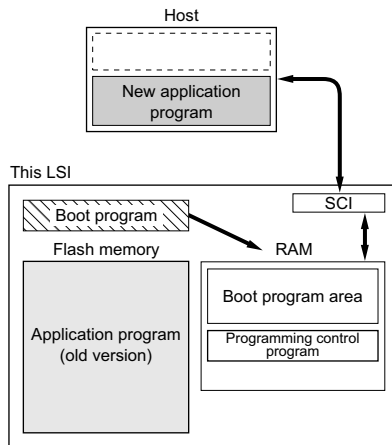 Host
New application
program
This LSI
SCI
Boot program
Flash memory
RAM
Boot program area
Application program
(old version)
Programming control
program